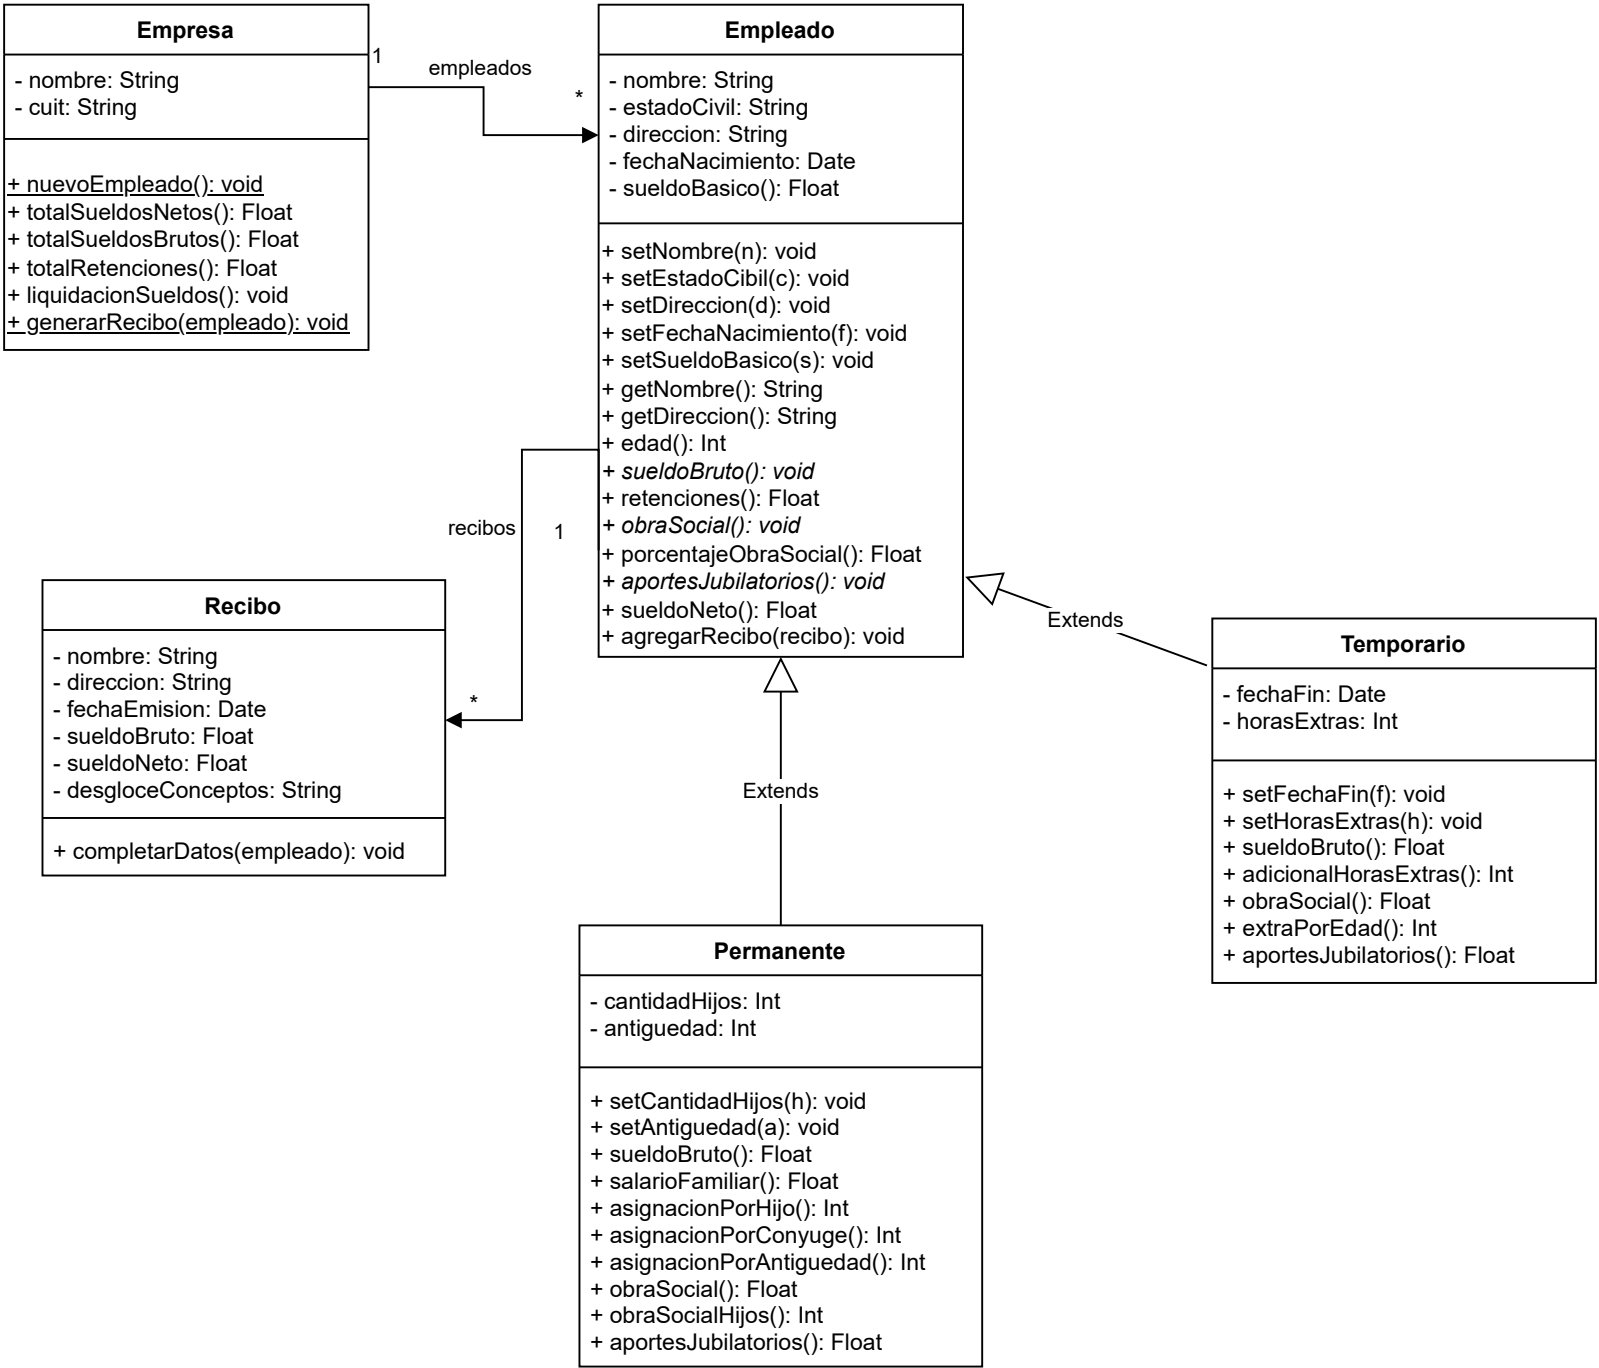 Empresa
- nombre: String
- cuit: String
+ nuevoEmpleado(): void
+ totalSueldosNetos(): Float
+ totalSueldosBrutos(): Float
+ totalRetenciones(): Float
+ liquidacionSueldos(): void
+ generarRecibo(empleado): void
1
empleados
*
Empleado
- nombre: String
- estadoCivil: String
- direccion: String
- fechaNacimiento: Date
- sueldoBasico(): Float
+ setNombre(n): void
+ setEstadoCibil(c): void
+ setDireccion(d): void
+ setFechaNacimiento(f): void
+ setSueldoBasico(s): void
+ getNombre(): String
+ getDireccion(): String
+ edad(): Int
+ sueldoBruto(): void
+ retenciones(): Float
+ obraSocial(): void
+ porcentajeObraSocial(): Float
+ aportesJubilatorios(): void
+ sueldoNeto(): Float
+ agregarRecibo(recibo): void
recibos
1
*
Recibo
- nombre: String
- direccion: String
- fechaEmision: Date
- sueldoBruto: Float
- sueldoNeto: Float
- desgloceConceptos: String
+ completarDatos(empleado): void
Extends
Temporario
- fechaFin: Date
- horasExtras: Int
+ setFechaFin(f): void
+ setHorasExtras(h): void
+ sueldoBruto(): Float
+ adicionalHorasExtras(): Int
+ obraSocial(): Float
+ extraPorEdad(): Int
+ aportesJubilatorios(): Float
Extends
Permanente
- cantidadHijos: Int
- antiguedad: Int
+ setCantidadHijos(h): void
+ setAntiguedad(a): void
+ sueldoBruto(): Float
+ salarioFamiliar(): Float
+ asignacionPorHijo(): Int
+ asignacionPorConyuge(): Int
+ asignacionPorAntiguedad(): Int
+ obraSocial(): Float
+ obraSocialHijos(): Int
+ aportesJubilatorios(): Float